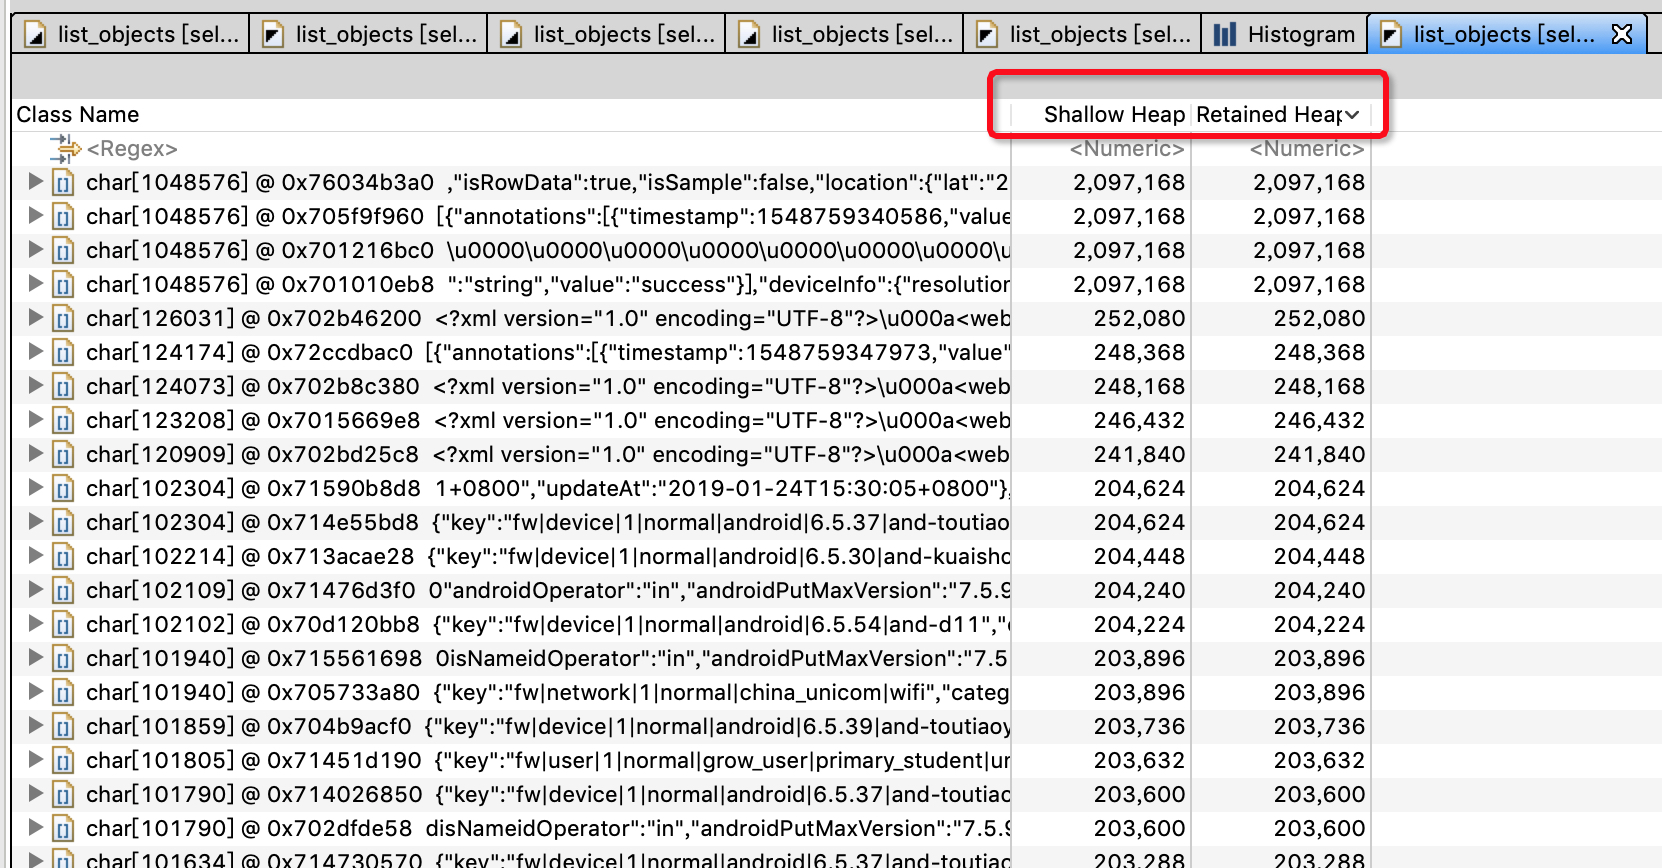 list_objects [sel... list_objects [sel... list_objects [sel... list_objects [sel... list_objects [sel... Histogram list_objects [sel...
Class Name Shallow Heap Retained Heap
<Regex> <Numeric> <Numeric>
char[1048576] @ 0x76034b3a0 ,"isRowData":true,"isSample":false,"location":{"lat":"2 2,097,168 2,097,168
char[1048576] @ 0x705f9f960 [{"annotations":[{"timestamp":1548759340586,"value 2,097,168 2,097,168
char[1048576] @ 0x701216bc0 \u0000\u0000\u0000\u0000\u0000\u0000\u0000\u 2,097,168 2,097,168
char[1048576] @ 0x701010eb8 ":"string","value":"success"}],"deviceInfo":{"resolution 2,097,168 2,097,168
char[126031] @ 0x702b46200 <?xml version="1.0" encoding="UTF-8"?>\u000a<web 252,080 252,080
char[124174] @ 0x72ccdbac0 [{"annotations":[{"timestamp":1548759347973,"value" 248,368 248,368
char[124073] @ 0x702b8c380 <?xml version="1.0" encoding="UTF-8"?>\u000a<web 248,168 248,168
char[123208] @ 0x7015669e8 <?xml version="1.0" encoding="UTF-8"?>\u000a<web 246,432 246,432
char[120909] @ 0x702bd25c8 <?xml version="1.0" encoding="UTF-8"?>\u000a<web 241,840 241,840
char[102304] @ 0x71590b8d8 1+0800","updateAt":"2019-01-24T15:30:05+0800"}, 204,624 204,624
char[102304] @ 0x714e55bd8 {"key":"fw|device|1|normal|android|6.5.37|and-toutiao 204,624 204,624
char[102214] @ 0x713acae28 {"key":"fw|device|1|normal|android|6.5.30|and-kuaisho 204,448 204,448
char[102109] @ 0x71476d3f0 0"androidOperator":"in","androidPutMaxVersion":"7.5.9 204,240 204,240
char[102102] @ 0x70d120bb8 {"key":"fw|device|1|normal|android|6.5.54|and-d11"," 204,224 204,224
char[101940] @ 0x715561698 0isNameidOperator":"in","androidPutMaxVersion":"7.5 203,896 203,896
char[101940] @ 0x705733a80 {"key":"fw|network|1|normal|china_unicom|wifi","categ 203,896 203,896
char[101859] @ 0x704b9acf0 {"key":"fw|device|1|normal|android|6.5.39|and-toutiaoy 203,736 203,736
char[101805] @ 0x71451d190 {"key":"fw|user|1|normal|grow_user|primary_student|ur 203,632 203,632
char[101790] @ 0x714026850 {"key":"fw|device|1|normal|android|6.5.37|and-toutiao 203,600 203,600
char[101790] @ 0x702dfde58 disNameidOperator":"in","androidPutMaxVersion":"7.5.9 203,600 203,600
char[101634] @ 0x714730570 {"key":"fw|device|1|normal|android|6.5.37|and-toutiao 203,288 203,288